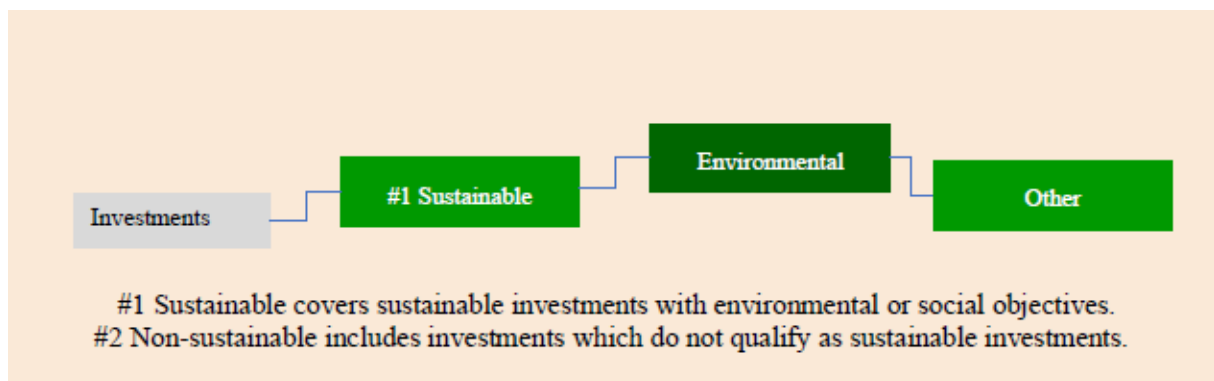 Environmental
#1 Sustainable
Other
Investments
#1 Sustainable covers sustainable investments with environmental or social objectives.
#2 Non-sustainable includes investments which do not qualify as sustainable investments.